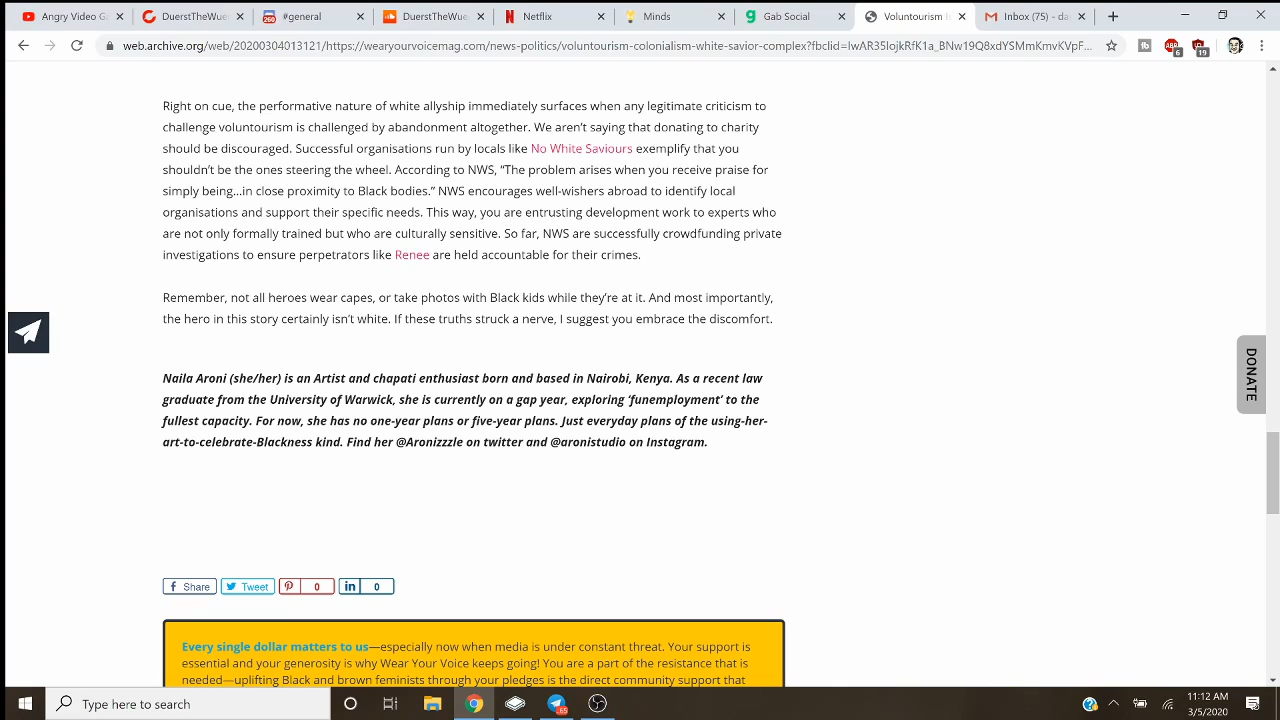 Angry Video G
DuerstTheWue
260
#general
DuerstTheWue
Netflix
Minds
Gab Social
Voluntourism I
Inbox (75) - da
web.archive.org/web/20200304013121/https://wearyourvoicemag.com/news-politics/voluntourism-colonialism-white-savior-complex?fbclid=IwAR35lojkRfK1a_BNw19Q8xdYSMmKmvKVpF...
6
19
Right on cue, the performative nature of white allyship immediately surfaces when any legitimate criticism to
challenge voluntourism is challenged by abandonment altogether. We aren't saying that donating to charity
should be discouraged. Successful organisations run by locals like No White Saviours exemplify that you
shouldn't be the ones steering the wheel. According to NWS, “The problem arises when you receive praise for
simply being...in close proximity to Black bodies.” NWS encourages well-wishers abroad to identify local
organisations and support their specific needs. This way, you are entrusting development work to experts who
are not only formally trained but who are culturally sensitive. So far, NWS are successfully crowdfunding private
investigations to ensure perpetrators like Renee are held accountable for their crimes.
Remember, not all heroes wear capes, or take photos with Black kids while they're at it. And most importantly,
the hero in this story certainly isn't white. If these truths struck a nerve, I suggest you embrace the discomfort.
DONATE
Naila Aroni (she/her) is an Artist and chapati enthusiast born and based in Nairobi, Kenya. As a recent law
graduate from the University of Warwick, she is currently on a gap year, exploring ‘funemployment’ to the
fullest capacity. For now, she has no one-year plans or five-year plans. Just everyday plans of the using-her-
art-to-celebrate-Blackness kind. Find her @Aronizzzle on twitter and @aronistudio on Instagram.
Share Tweet 0 in 0
Every single dollar matters to us—especially now when media is under constant threat. Your support is
essential and your generosity is why Wear Your Voice keeps going! You are a part of the resistance that is
needed—uplifting Black and brown feminists through your pledges is the direct community support that
Type here to search
11:12 AM
3/5/2020